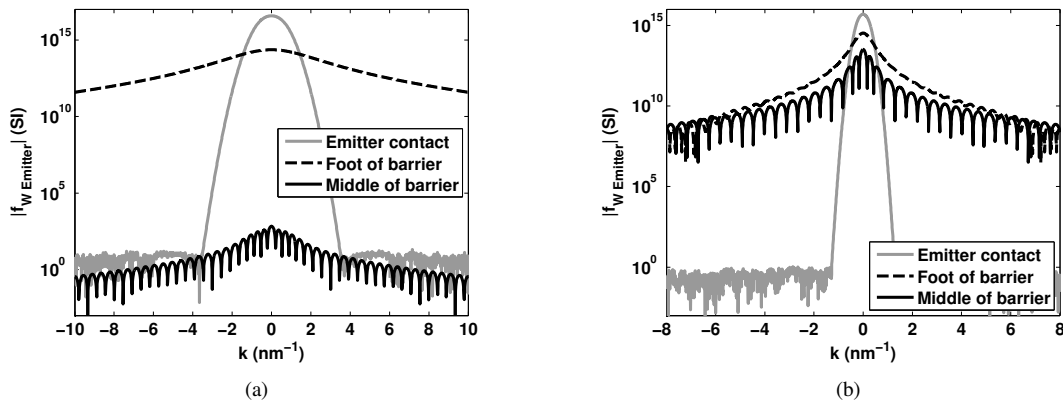 10^15
10^10
10^5
10^0
|f_W Emitter| (SI)
Emitter contact
Foot of barrier
Middle of barrier
−10 −8 −6 −4 −2 0 2 4 6 8 10
k (nm^−1)
(a)
10^15
10^10
10^5
10^0
|f_W Emitter| (SI)
Emitter contact
Foot of barrier
Middle of barrier
−8 −6 −4 −2 0 2 4 6 8
k (nm^−1)
(b)